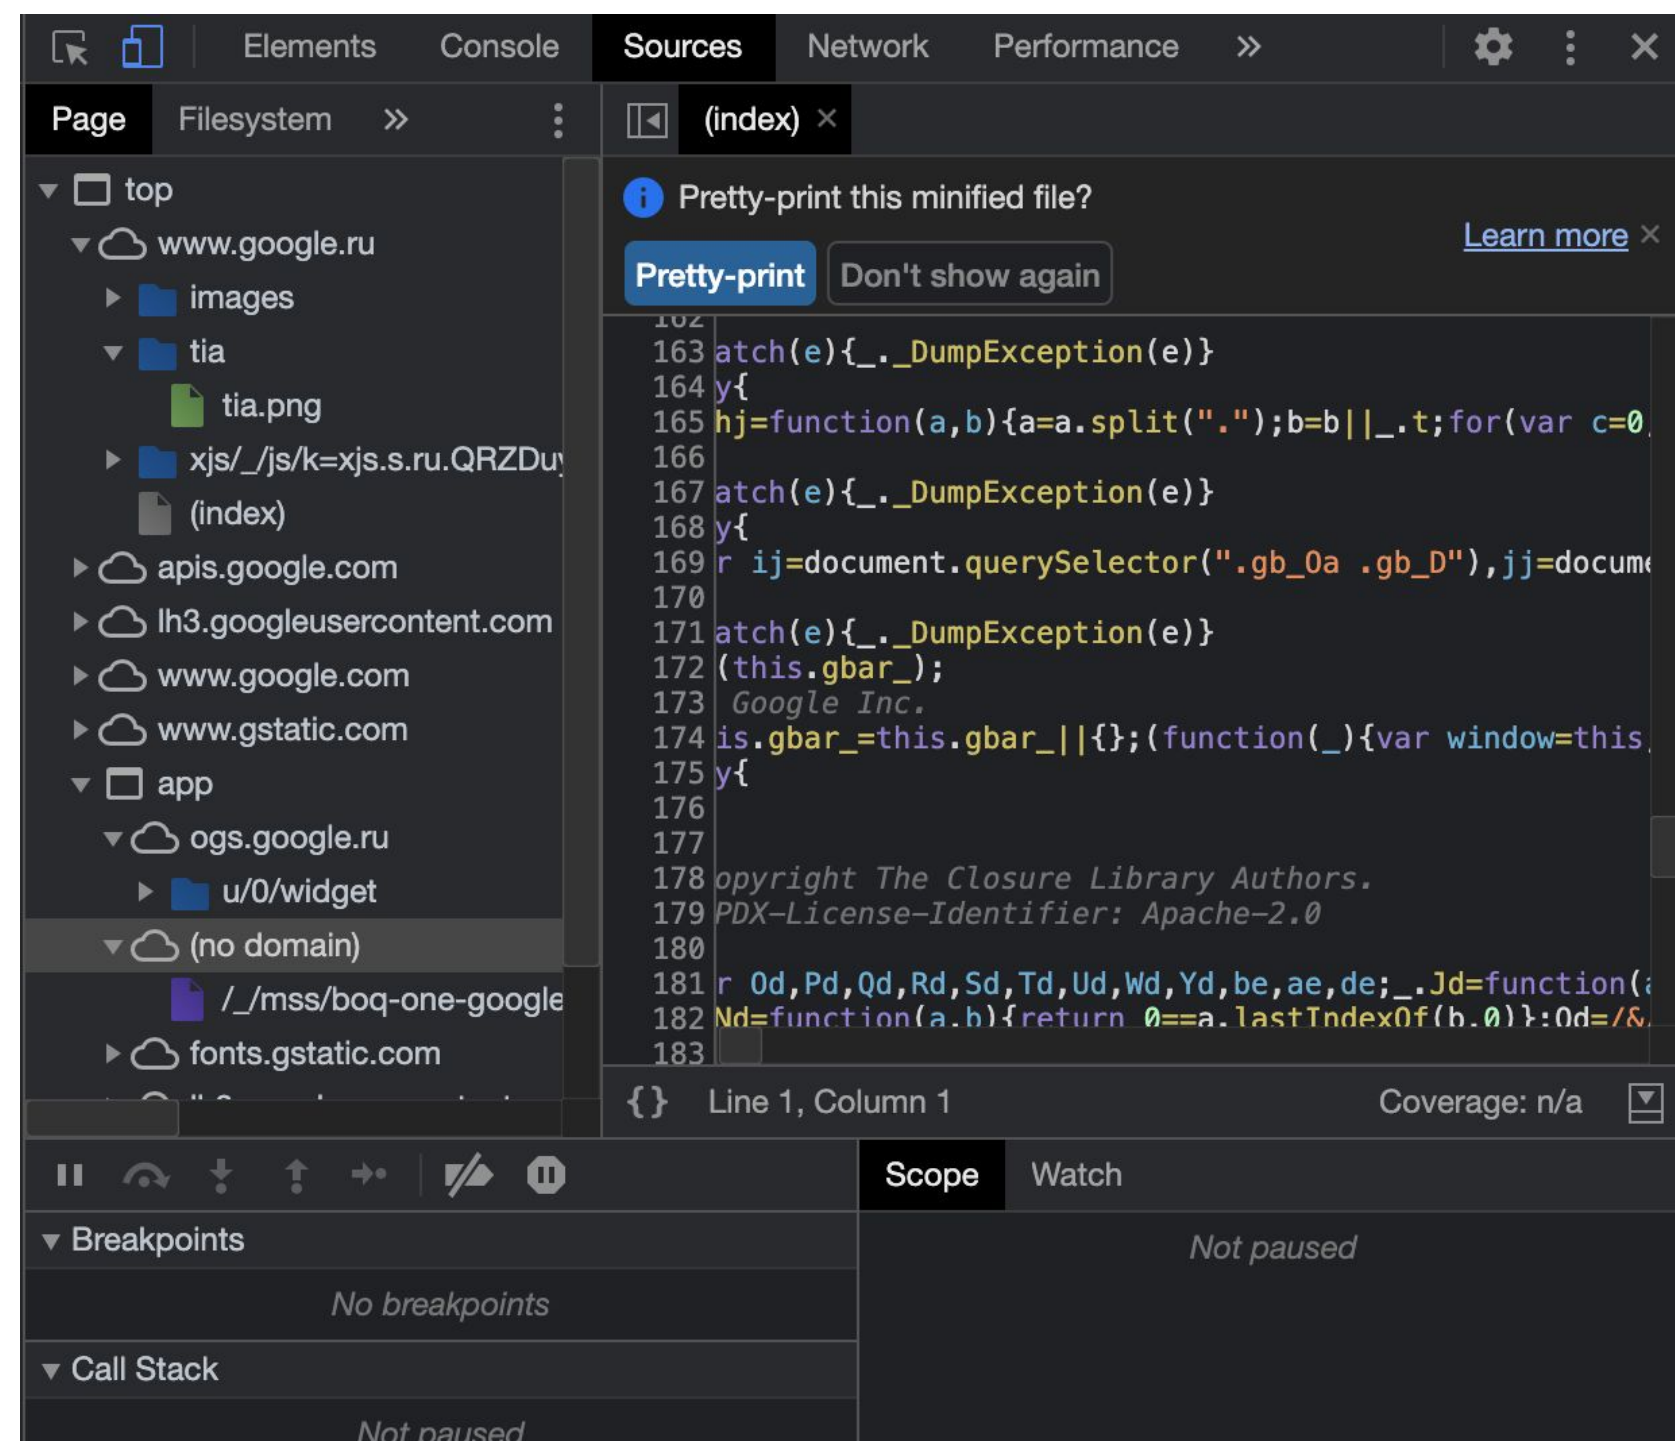 Elements Console Sources Network Performance »
Page Filesystem »
(index) ×
top
www.google.ru
images
tia
tia.png
xjs/_/js/k=xjs.s.ru.QRZDu
(index)
apis.google.com
lh3.googleusercontent.com
www.google.com
www.gstatic.com
app
ogs.google.ru
u/0/widget
(no domain)
/_/mss/boq-one-google
fonts.gstatic.com
Pretty-print this minified file?
Learn more ×
Pretty-print Don't show again
162
163 atch(e){_._DumpException(e)}
164 y{
165 hj=function(a,b){a=a.split(".");b=b||_.t;for(var c=0
166
167 atch(e){_._DumpException(e)}
168 y{
169 r ij=document.querySelector(".gb_Oa .gb_D"),jj=docum
170
171 atch(e){_._DumpException(e)}
172 (this.gbar_);
173 Google Inc.
174 is.gbar_=this.gbar_||{};(function(_){var window=this
175 y{
176
177
178 opyright The Closure Library Authors.
179 PDX-License-Identifier: Apache-2.0
180
181 r Od,Pd,Qd,Rd,Sd,Td,Ud,Wd,Yd,be,ae,de;_.Jd=function(
182 Nd=function(a,b){return 0==a.lastIndexOf(b,0)};Od=/&
183
{} Line 1, Column 1 Coverage: n/a
Scope Watch
Breakpoints
No breakpoints
Call Stack
Not paused
Not paused